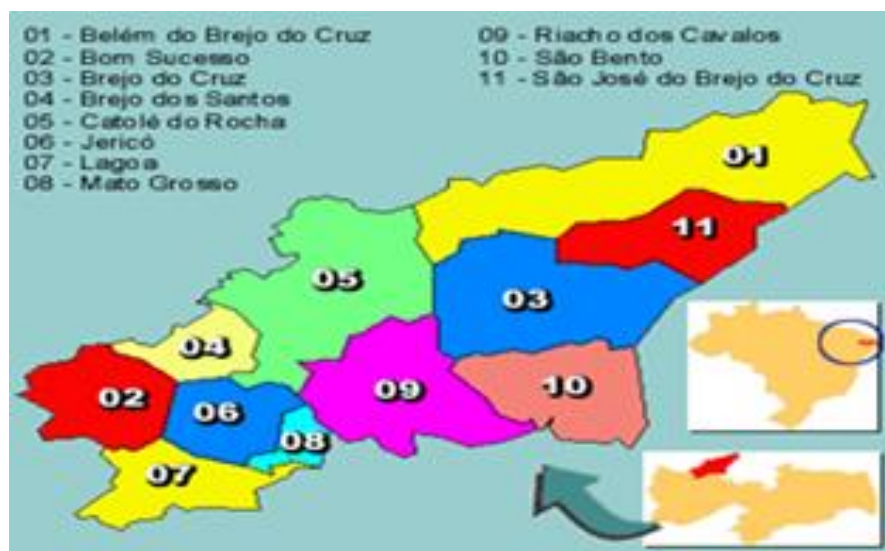 01 - Belém do Brejo do Cruz
02 - Bom Sucesso
03 - Brejo do Cruz
04 - Brejo dos Santos
05 - Catolé do Rocha
06 - Jericó
07 - Lagoa
08 - Mato Grosso
09 - Riacho dos Cavalos
10 - São Bento
11 - São José do Brejo do Cruz
01
11
05
03
04
02
06
09
10
08
07